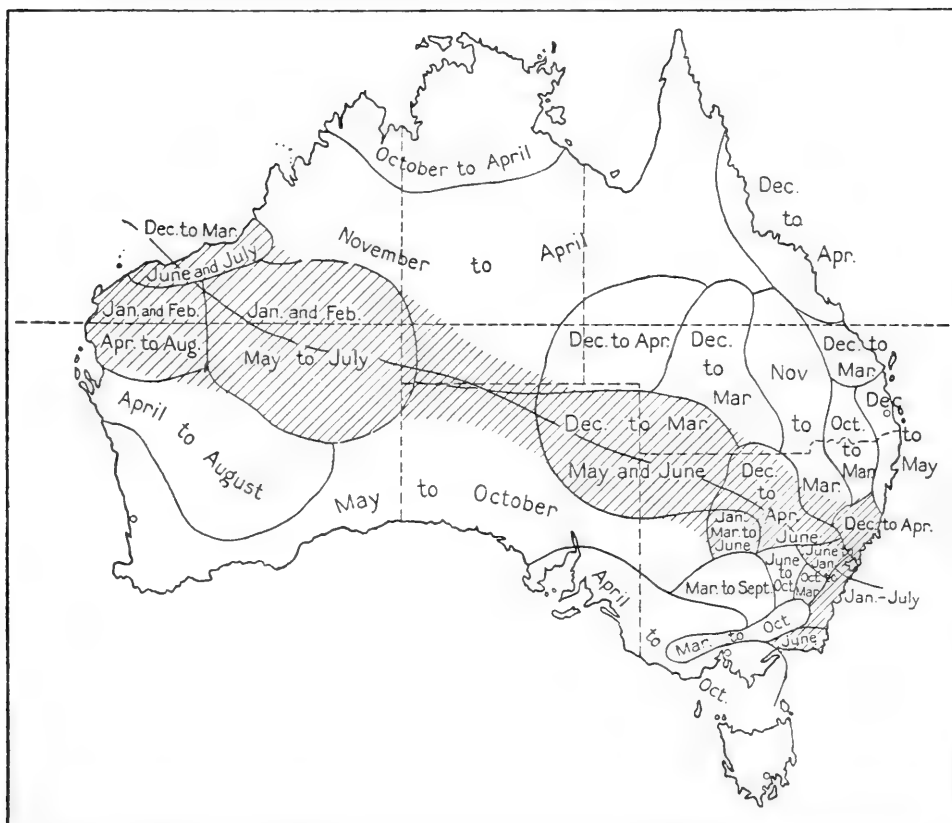 October to April
Dec. to Apr.
Dec. to Mar.
November to April
June and July
Jan. and Feb.
Apr. to Aug.
Jan. and Feb.
May to July
Dec. to Apr.
Dec. to Mar
Nov to Mar.
Dec. to Mar.
Dec. to May
Oct. to Mar.
April to August
Dec. to Mar.
May and June
Dec. to Apr.
June
May to October
Jan.
Mar. to June
Dec. to Apr.
June
Jan.
June to Oct
Oct. to Mar.
Mar. to Sept.
Jan.-July
April to Oct.
Mar. to Oct.
June